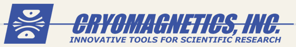 CRYOMAGNETICS, INC.
INNOVATIVE TOOLS FOR SCIENTIFIC RESEARCH